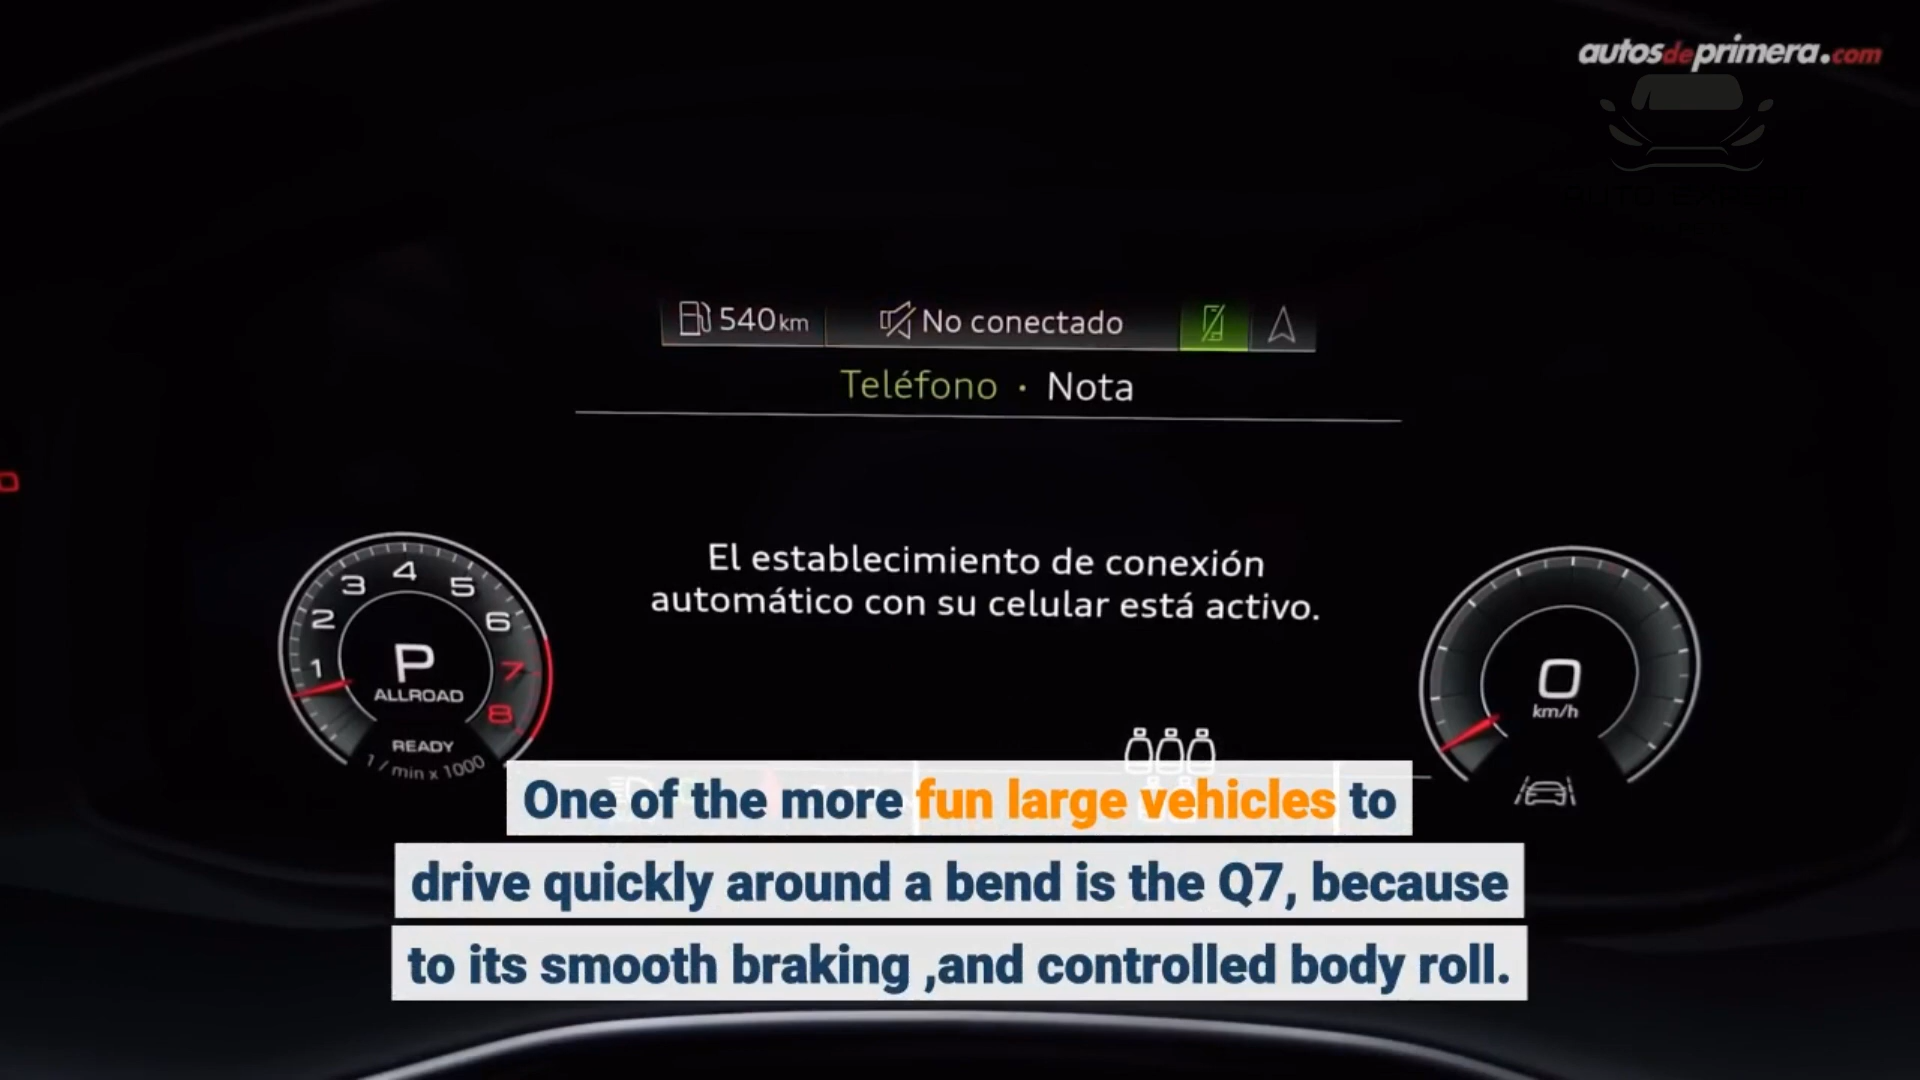 autosdeprimera.com
540 km
No conectado
Teléfono · Nota
El establecimiento de conexión
automático con su celular está activo.
1 2 3 4 5 6 7 8
P
ALLROAD
READY
1 / min x 1000
0
km/h
One of the more fun large vehicles to
drive quickly around a bend is the Q7, because
to its smooth braking ,and controlled body roll.